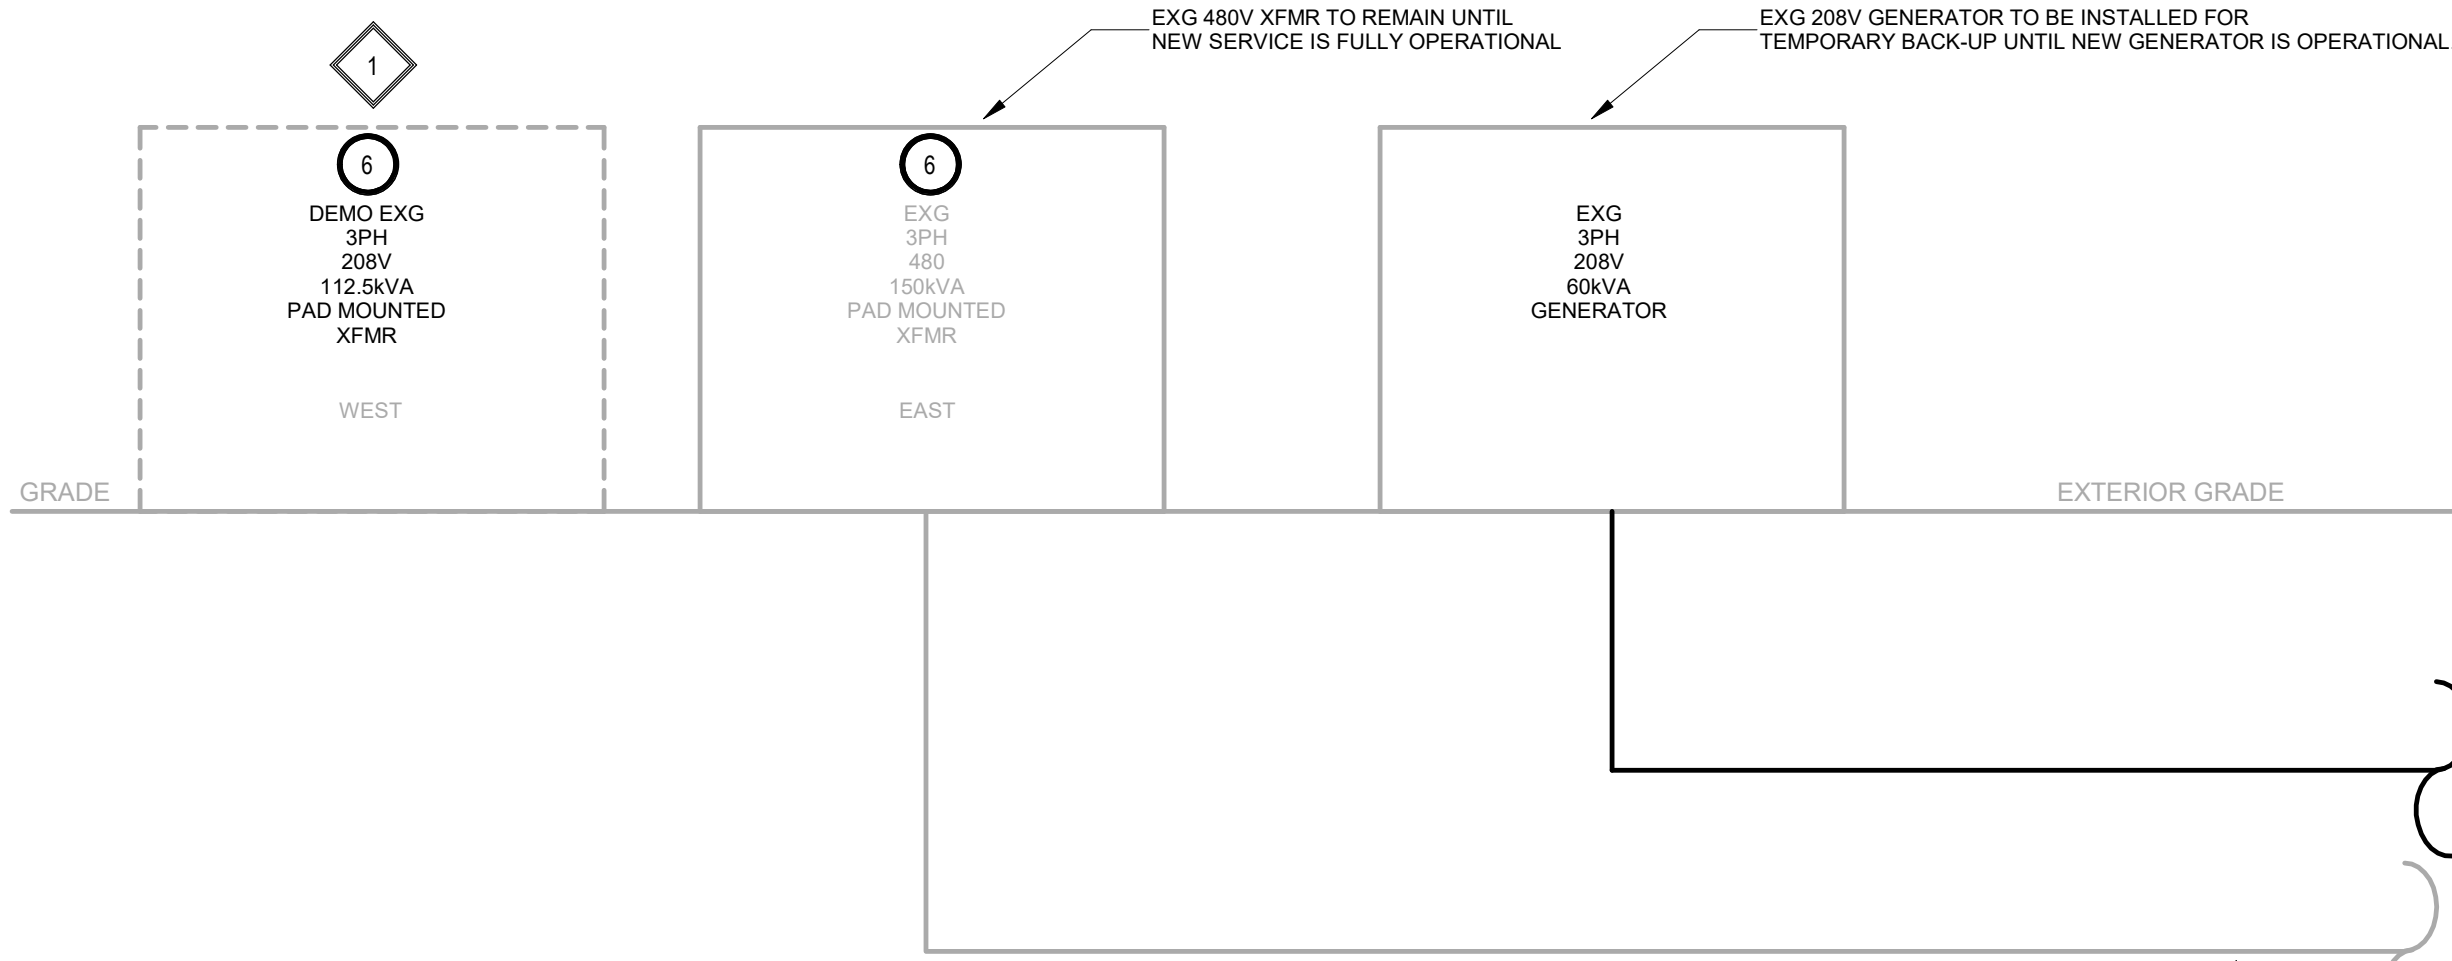 EXG 480V XFMR TO REMAIN UNTIL
NEW SERVICE IS FULLY OPERATIONAL
EXG 208V GENERATOR TO BE INSTALLED FOR
TEMPORARY BACK-UP UNTIL NEW GENERATOR IS OPERATIONAL.
1
6
DEMO EXG
3PH
208V
112.5kVA
PAD MOUNTED
XFMR
WEST
6
EXG
3PH
480
150kVA
PAD MOUNTED
XFMR
EAST
EXG
3PH
208V
60kVA
GENERATOR
GRADE
EXTERIOR GRADE